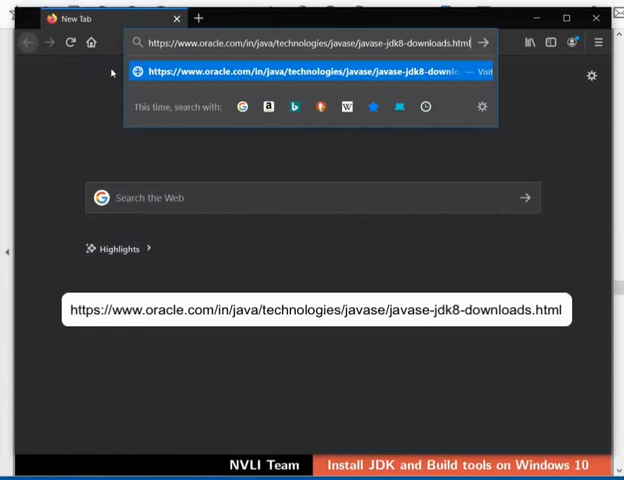 New Tab
https://www.oracle.com/in/java/technologies/javase/javase-jdk8-downloads.html
https://www.oracle.com/in/java/technologies/javase/javase-jdk8-downlo — Visit
This time, search with:
Search the Web
Highlights
https://www.oracle.com/in/java/technologies/javase/javase-jdk8-downloads.html
NVLI Team Install JDK and Build tools on Windows 10